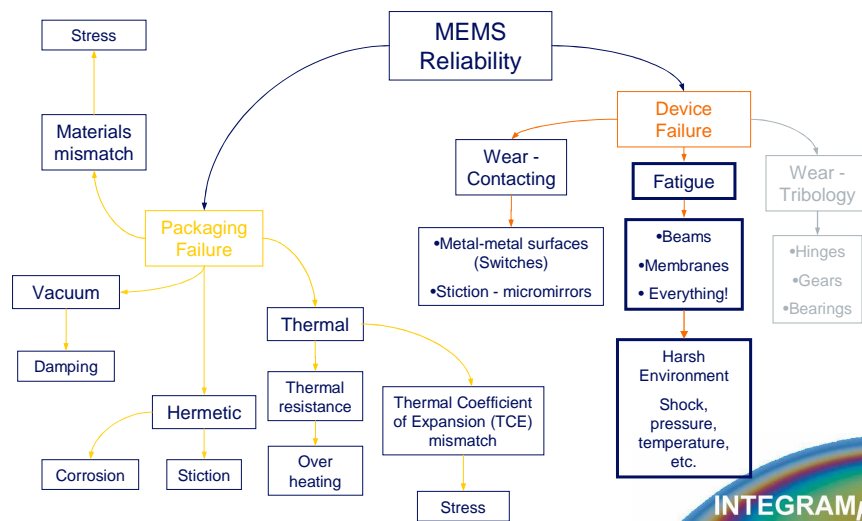 MEMS
Reliability
Stress
Materials
mismatch
Packaging
Failure
Vacuum
Damping
Hermetic
Corrosion
Stiction
Thermal
Thermal
resistance
Over
heating
Thermal Coefficient
of Expansion (TCE)
mismatch
Stress
Device
Failure
Wear -
Contacting
•Metal-metal surfaces
(Switches)
•Stiction - micromirrors
Fatigue
•Beams
•Membranes
• Everything!
Harsh
Environment
Shock,
pressure,
temperature,
etc.
Wear -
Tribology
•Hinges
•Gears
•Bearings
INTEGRAM